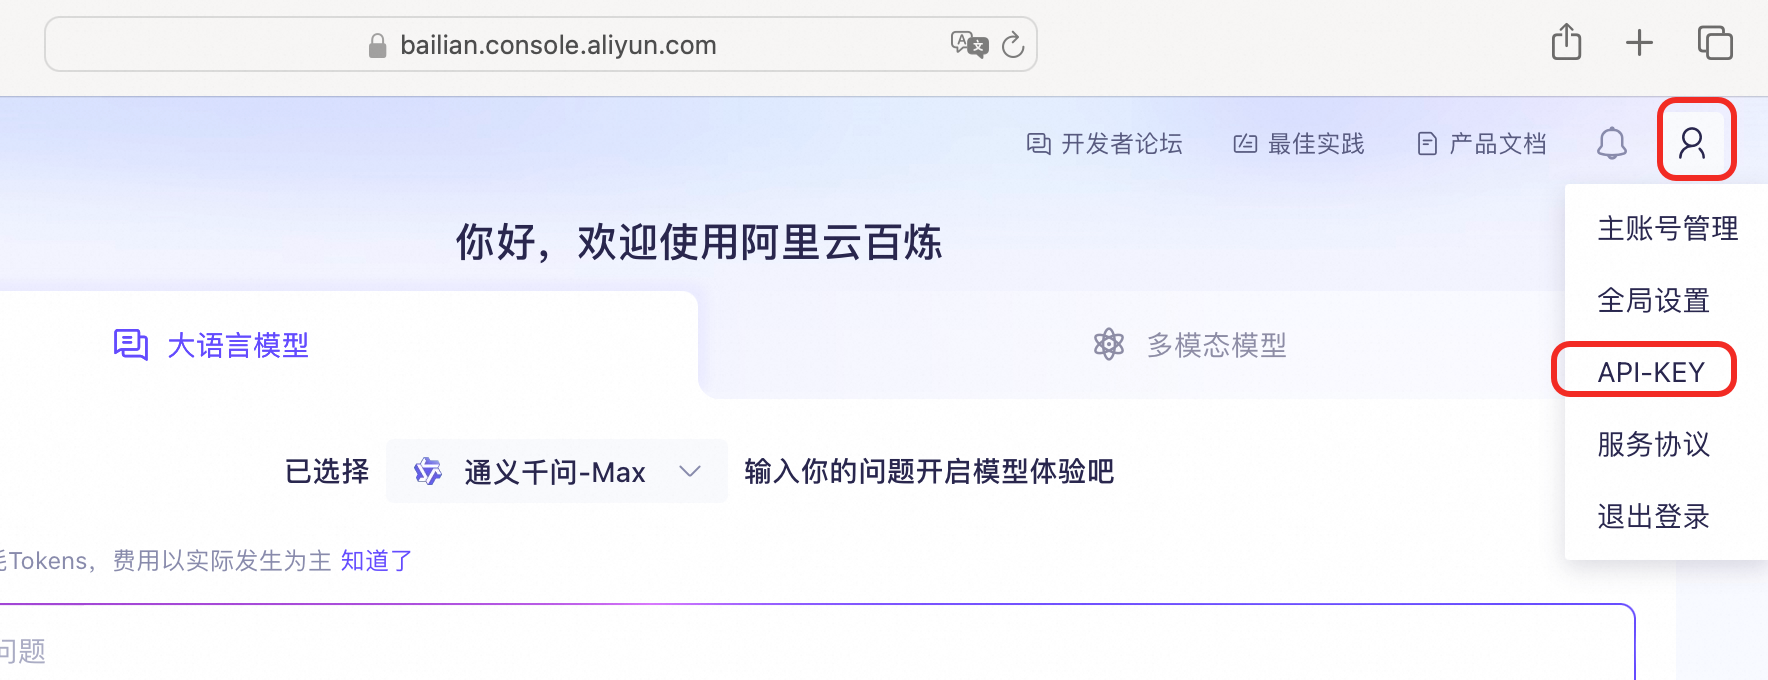 bailian.console.aliyun.com
开发者论坛
最佳实践
产品文档
主账号管理
全局设置
API-KEY
服务协议
退出登录
你好，欢迎使用阿里云百炼
大语言模型
多模态模型
已选择 通义千问-Max 输入你的问题开启模型体验吧
Tokens，费用以实际发生为主 知道了
问题